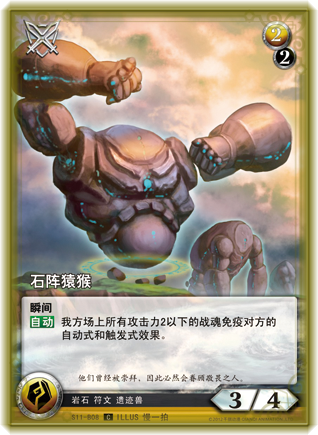 2
2
石阵猿猴
瞬间
自动 我方场上所有攻击力2以下的战魂免疫对方的
自动式和触发式效果。
他们曾经被崇拜，因此必然会眷顾敬畏之人。
岩石 符文 遗迹兽
3 / 4
S11-B08 C ILLUS 慢一拍